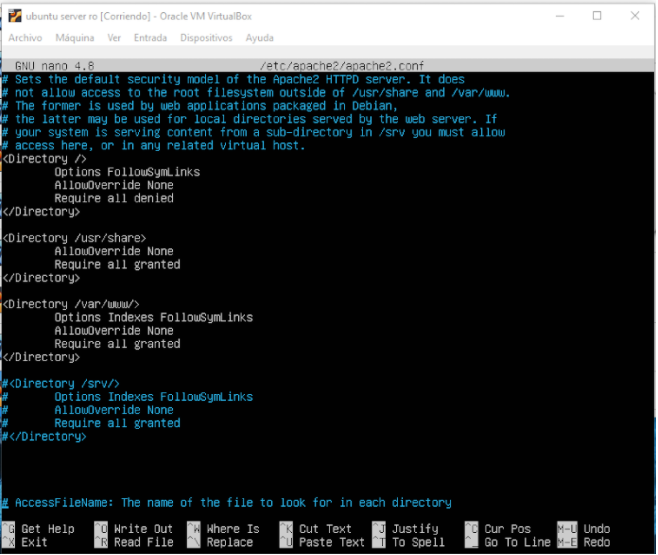 ubuntu server ro [Corriendo] - Oracle VM VirtualBox
Archivo Máquina Ver Entrada Dispositivos Ayuda
GNU nano 4.8 /etc/apache2/apache2.conf
# Sets the default security model of the Apache2 HTTPD server. It does
# not allow access to the root filesystem outside of /usr/share and /var/www.
# The former is used by web applications packaged in Debian,
# the latter may be used for local directories served by the web server. If
# your system is serving content from a sub-directory in /srv you must allow
# access here, or in any related virtual host.
<Directory />
Options FollowSymLinks
AllowOverride None
Require all denied
</Directory>
<Directory /usr/share>
AllowOverride None
Require all granted
</Directory>
<Directory /var/www/>
Options Indexes FollowSymLinks
AllowOverride None
Require all granted
</Directory>
#<Directory /srv/>
# Options Indexes FollowSymLinks
# AllowOverride None
# Require all granted
#</Directory>
# AccessFileName: The name of the file to look for in each directory
^G Get Help ^O Write Out ^W Where Is ^K Cut Text ^J Justify ^C Cur Pos M-U Undo
^X Exit ^R Read File ^\ Replace ^U Paste Text ^T To Spell ^_ Go To Line M-E Redo